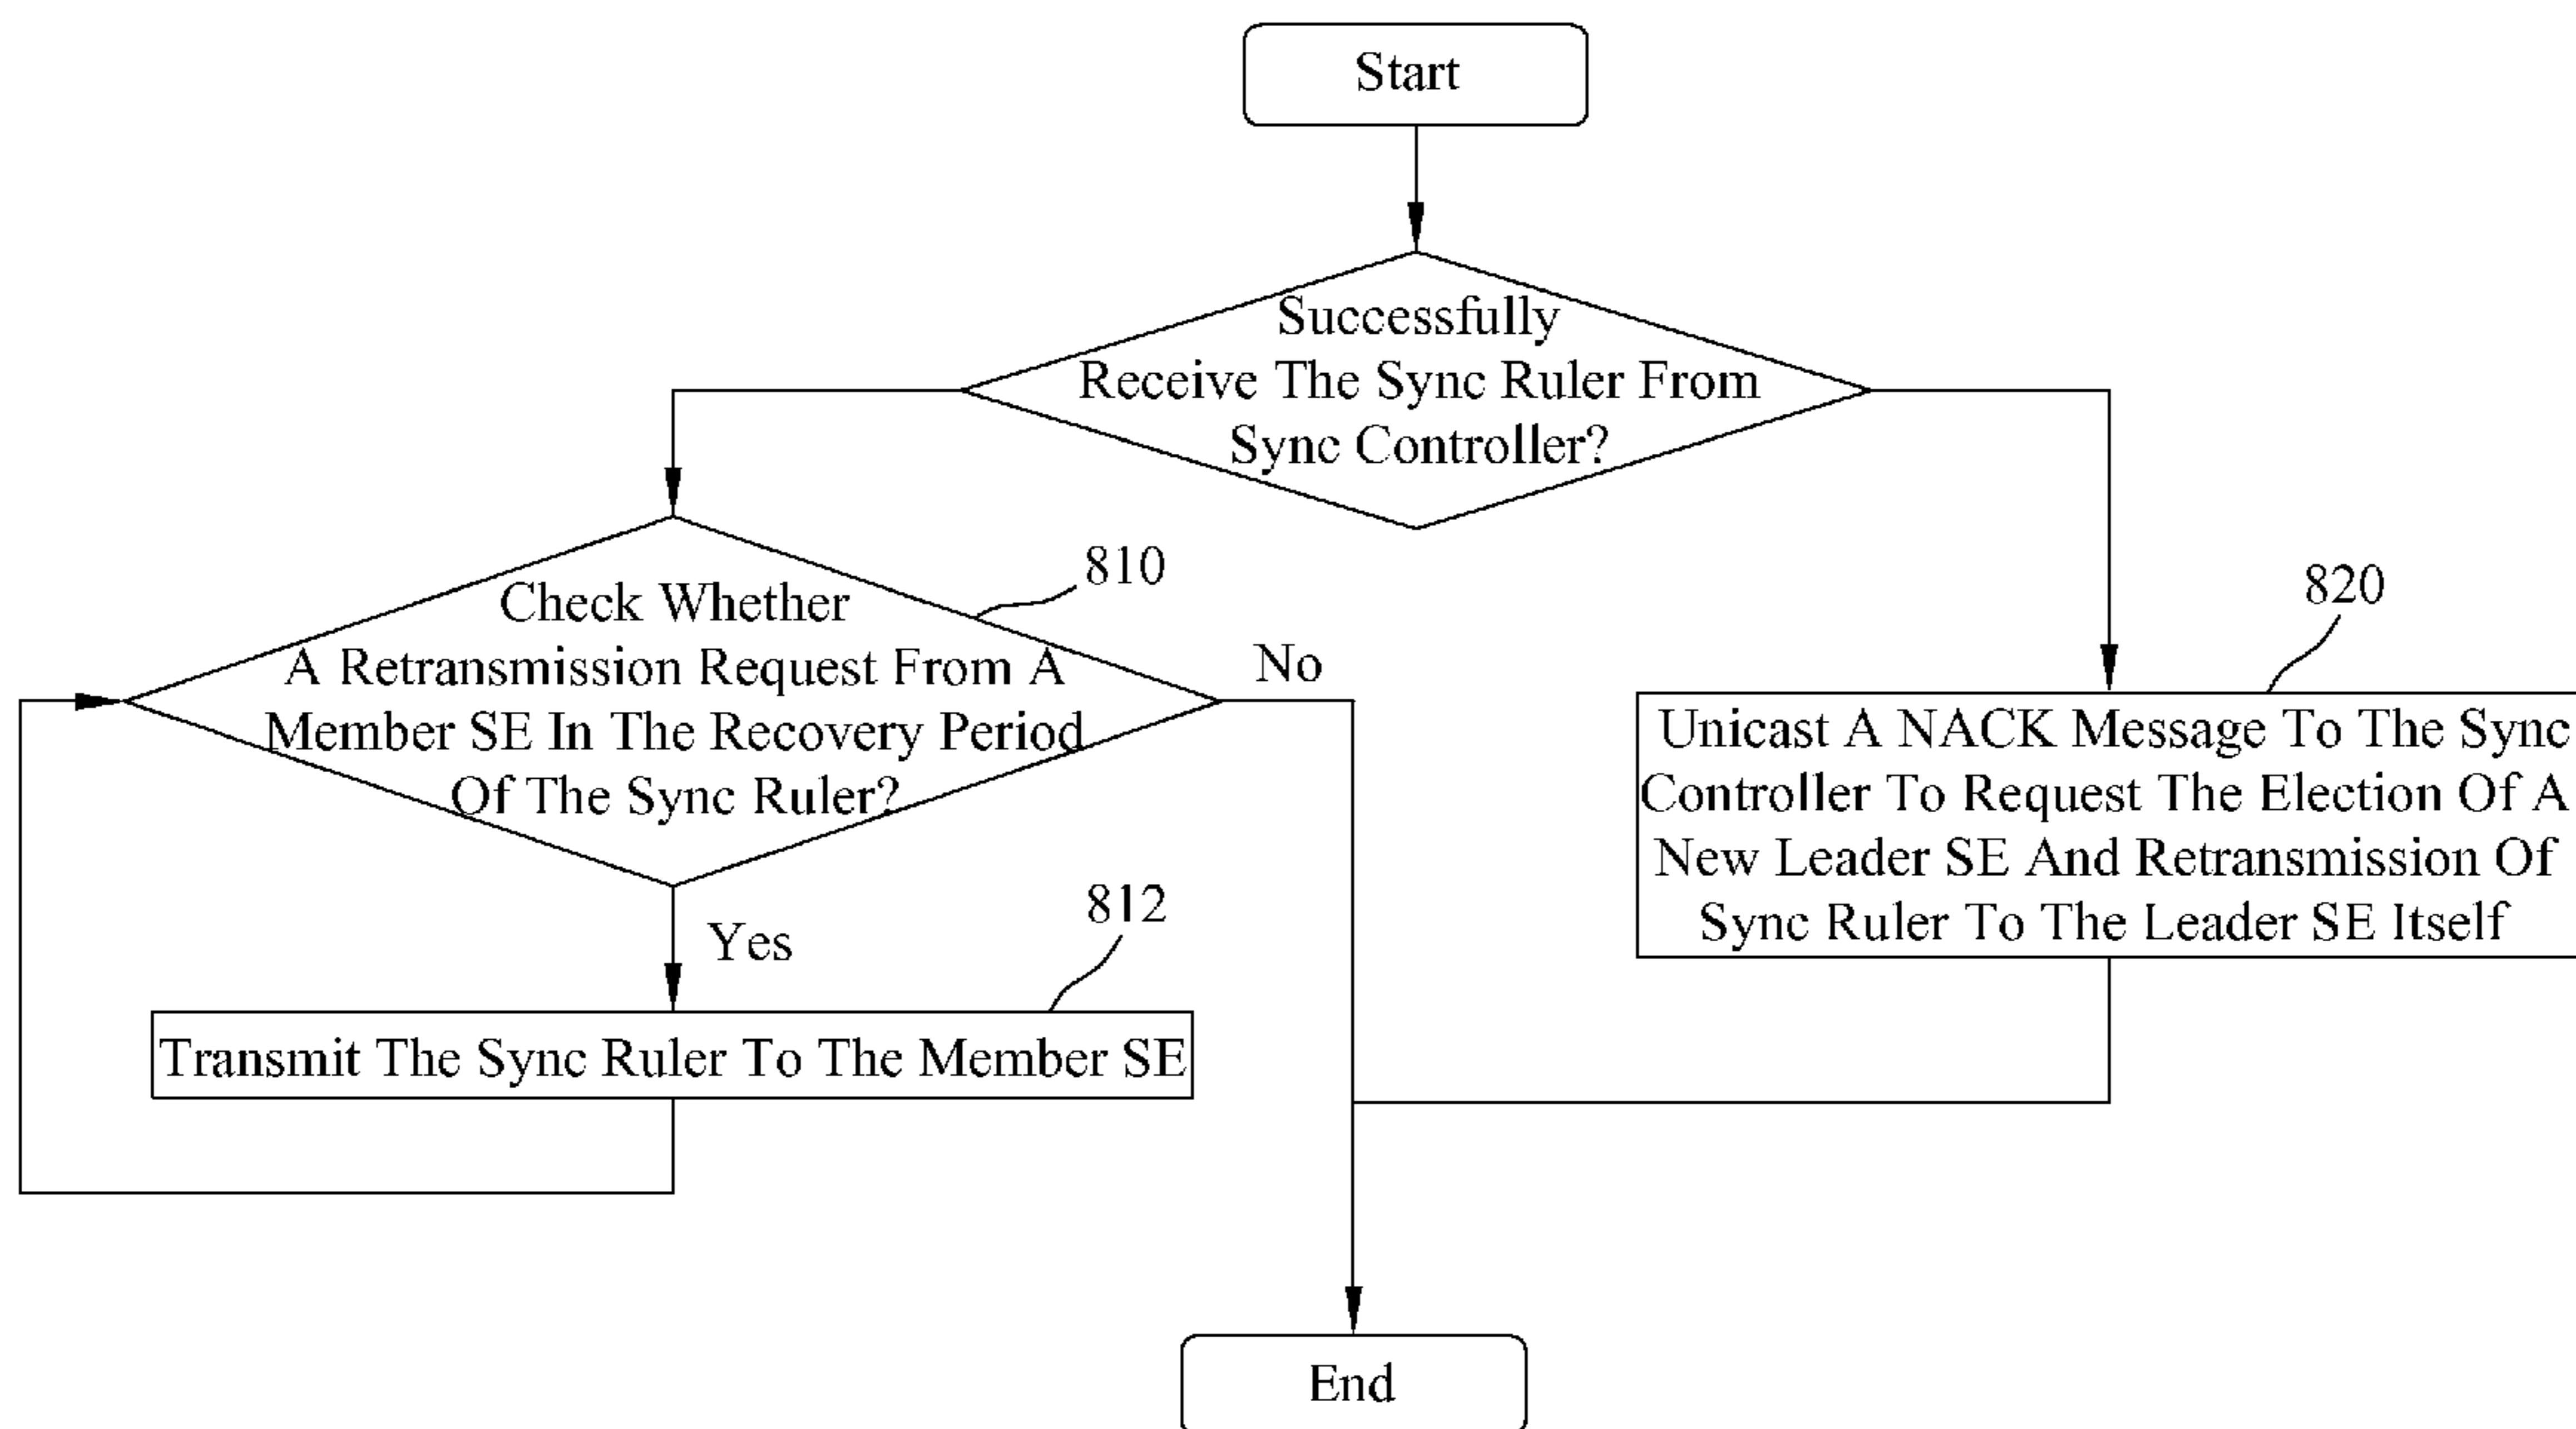 Start
Successfully
Receive The Sync Ruler From
Sync Controller?
810
Check Whether
A Retransmission Request From A
Member SE In The Recovery Period
Of The Sync Ruler?
No
Yes
812
Transmit The Sync Ruler To The Member SE
820
Unicast A NACK Message To The Sync
Controller To Request The Election Of A
New Leader SE And Retransmission Of
Sync Ruler To The Leader SE Itself
End